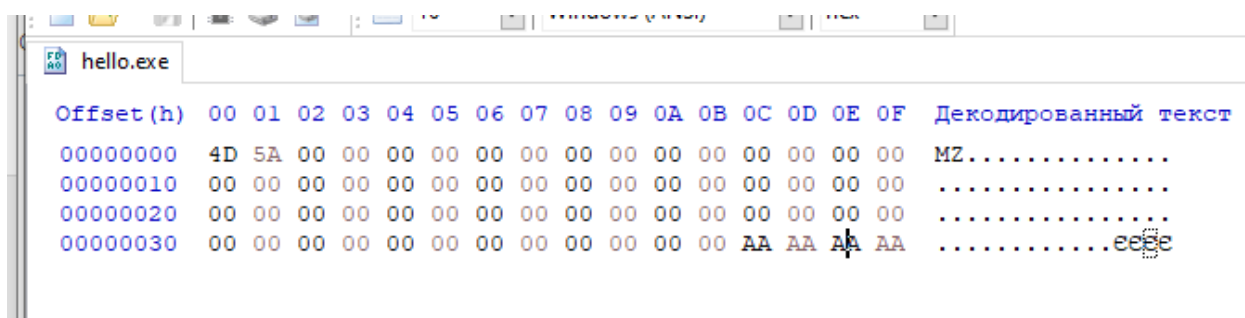 hello.exe
Offset(h) 00 01 02 03 04 05 06 07 08 09 0A 0B 0C 0D 0E 0F Декодированный текст
00000000 4D 5A 00 00 00 00 00 00 00 00 00 00 00 00 00 00 MZ..............
00000010 00 00 00 00 00 00 00 00 00 00 00 00 00 00 00 00 ................
00000020 00 00 00 00 00 00 00 00 00 00 00 00 00 00 00 00 ................
00000030 00 00 00 00 00 00 00 00 00 00 00 00 AA AA AA AA ............ЄЄЄЄ